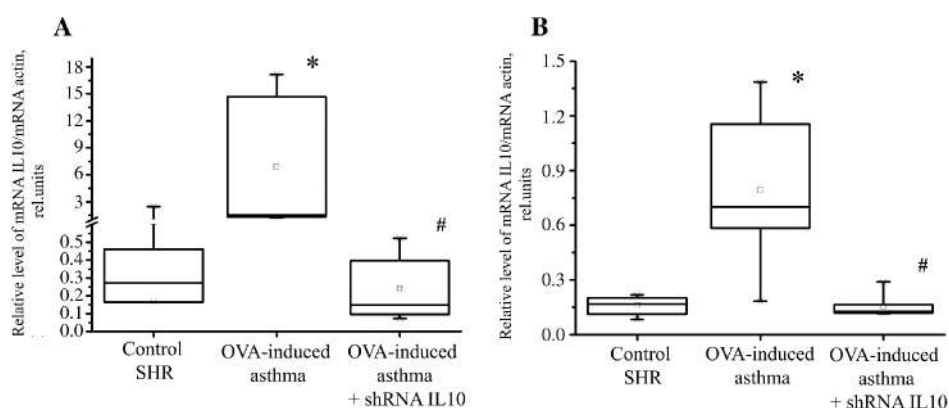 A
Relative level of mRNA IL10/mRNA actin,
rel.units
18
15
12
9
6
3
0.5
0.4
0.3
0.2
0.1
0.0
*
#
Control
SHR
OVA-induced
asthma
OVA-induced
asthma
+ shRNA IL10
B
Relative level of mRNA IL10/mRNA actin,
rel.units
1.5
1.2
0.9
0.6
0.3
0.0
*
#
Control
SHR
OVA-induced
asthma
OVA-induced
asthma
+ shRNA IL10